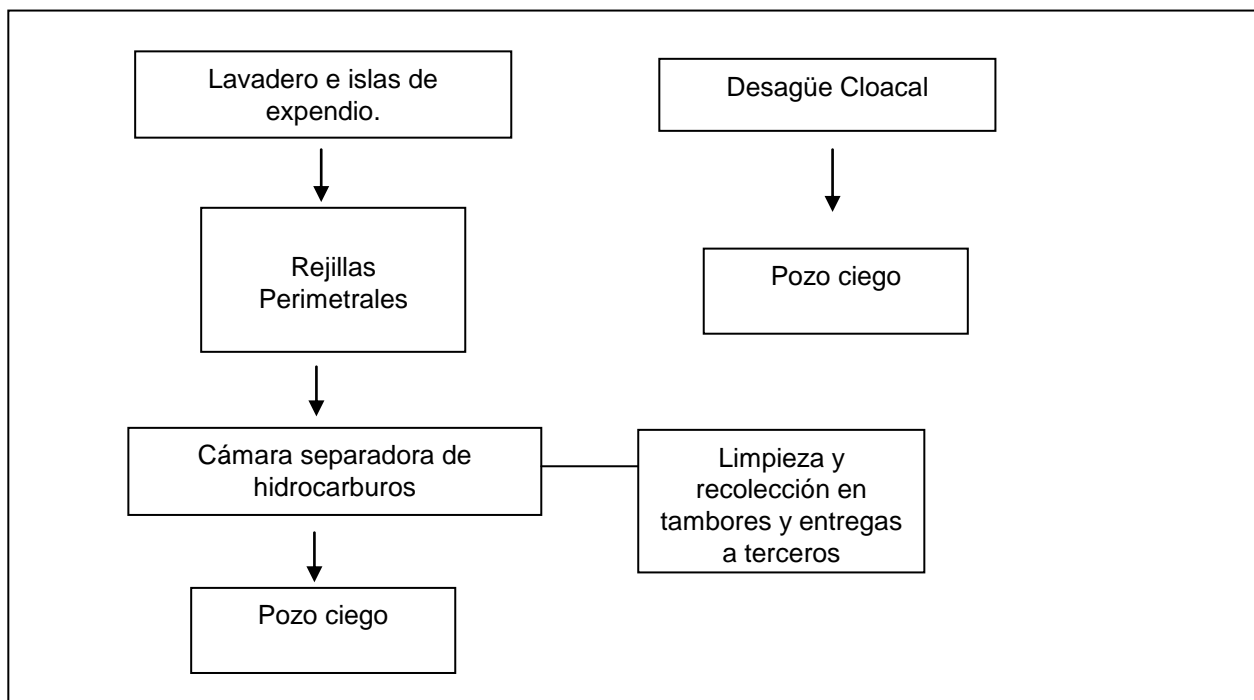 Lavadero e islas de
expendio.
Desagüe Cloacal
Rejillas
Perimetrales
Pozo ciego
Cámara separadora de
hidrocarburos
Limpieza y
recolección en
tambores y entregas
a terceros
Pozo ciego